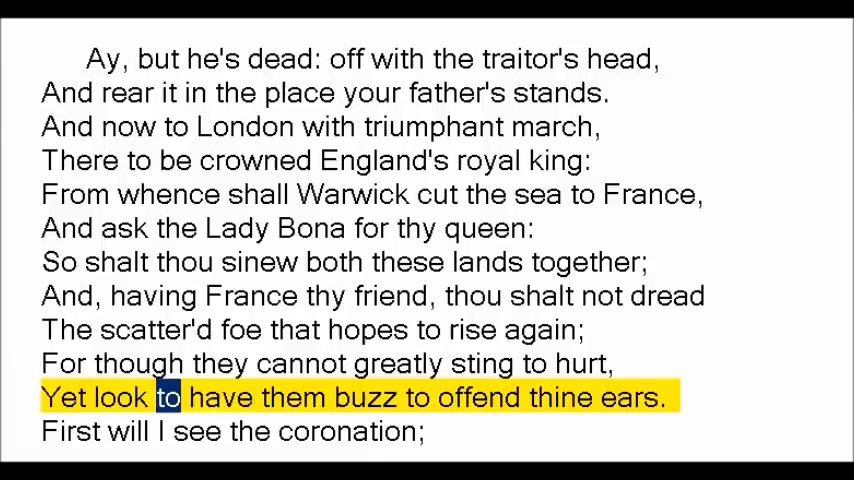 Ay, but he's dead: off with the traitor's head,
And rear it in the place your father's stands.
And now to London with triumphant march,
There to be crowned England's royal king:
From whence shall Warwick cut the sea to France,
And ask the Lady Bona for thy queen:
So shalt thou sinew both these lands together;
And, having France thy friend, thou shalt not dread
The scatter'd foe that hopes to rise again;
For though they cannot greatly sting to hurt,
Yet look to have them buzz to offend thine ears.
First will I see the coronation;